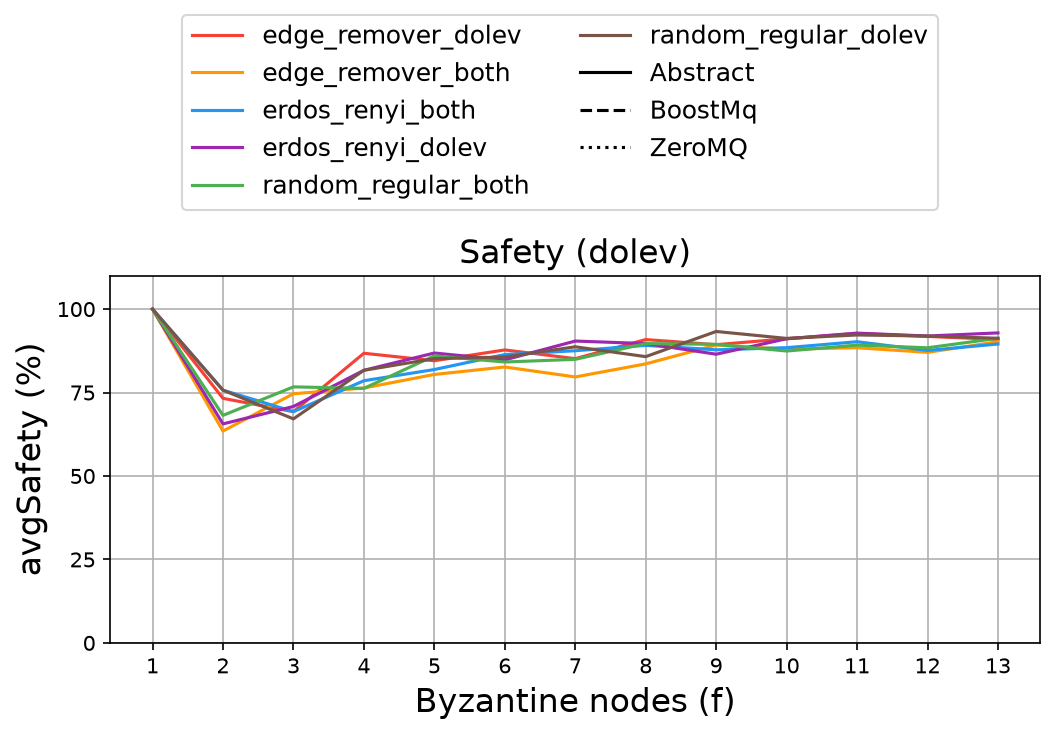 edge_remover_dolev
edge_remover_both
erdos_renyi_both
erdos_renyi_dolev
random_regular_both
random_regular_dolev
Abstract
BoostMq
ZeroMQ
Safety (dolev)
avgSafety (%)
100
75
50
25
0
1 2 3 4 5 6 7 8 9 10 11 12 13
Byzantine nodes (f)